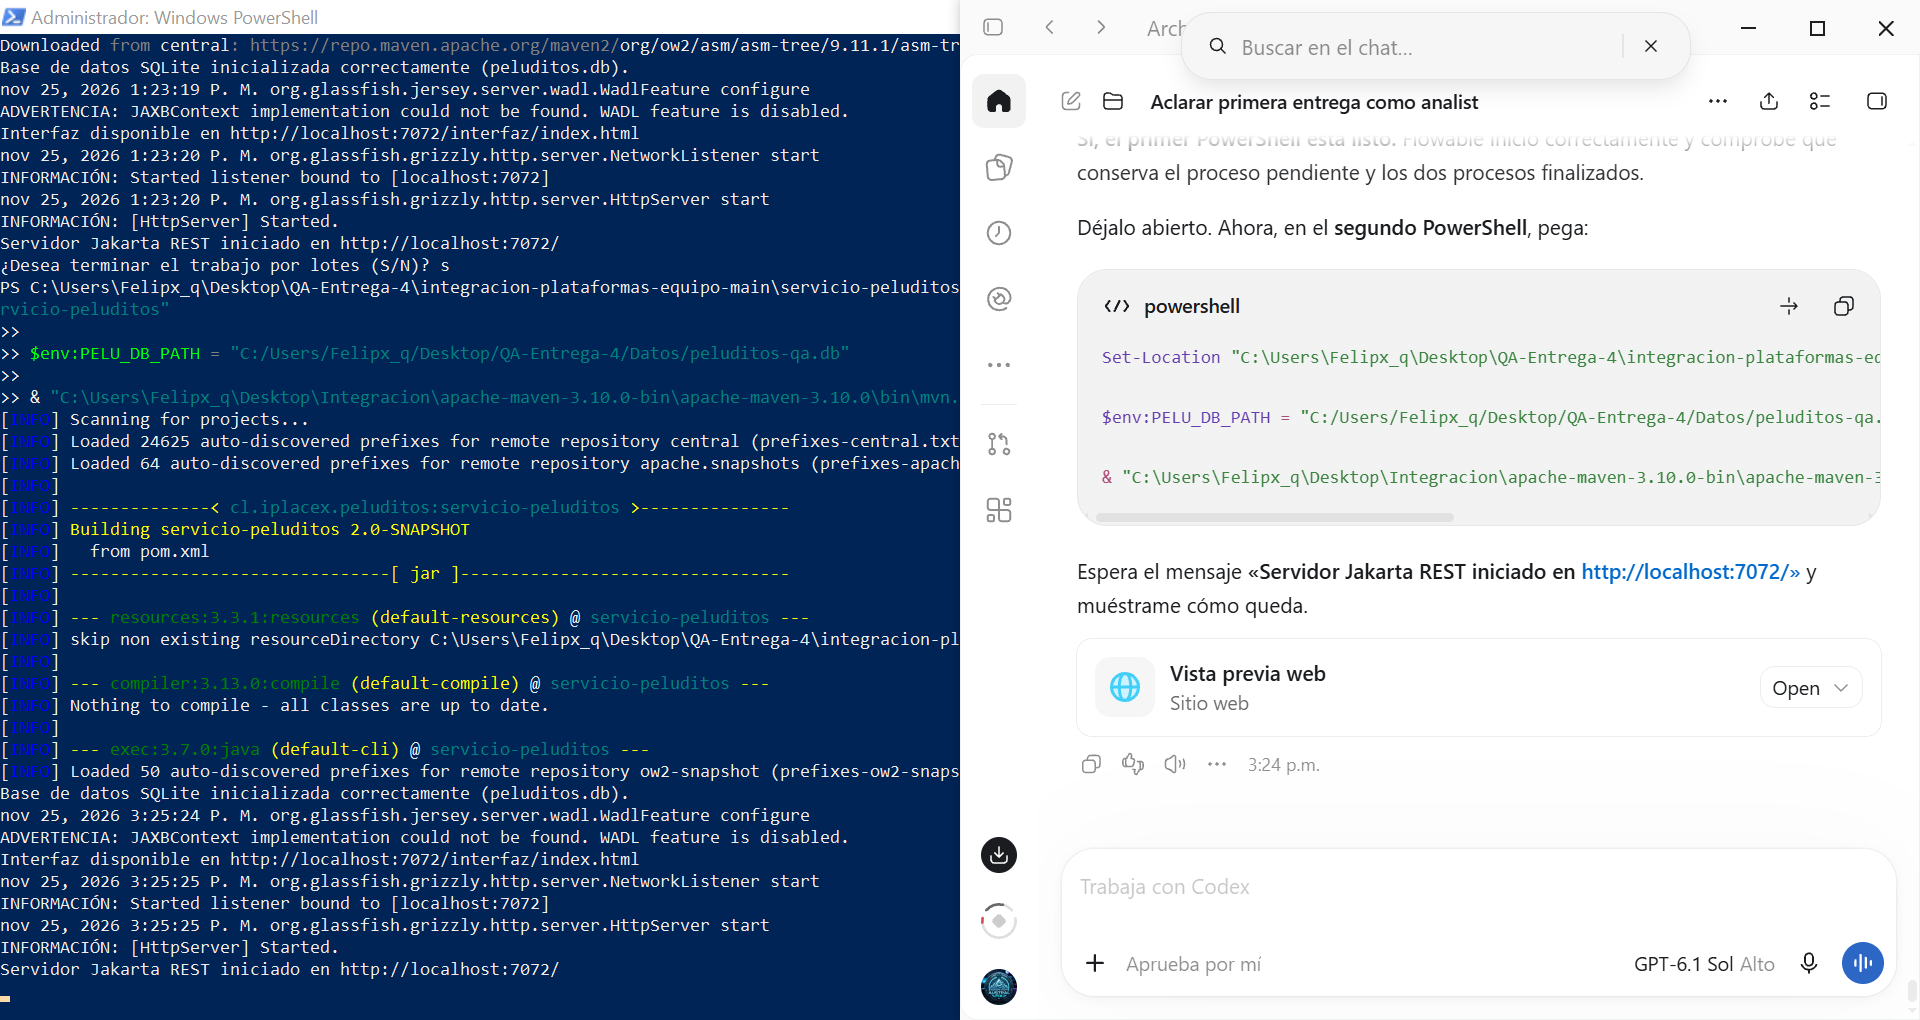 Administrador: Windows PowerShell
Downloaded from central: https://repo.maven.apache.org/maven2/org/ow2/asm/asm-tree/9.11.1/asm-tr
Base de datos SQLite inicializada correctamente (peluditos.db).
nov 25, 2026 1:23:19 P. M. org.glassfish.jersey.server.wadl.WadlFeature configure
ADVERTENCIA: JAXBContext implementation could not be found. WADL feature is disabled.
Interfaz disponible en http://localhost:7072/interfaz/index.html
nov 25, 2026 1:23:20 P. M. org.glassfish.grizzly.http.server.NetworkListener start
INFORMACIÓN: Started listener bound to [localhost:7072]
nov 25, 2026 1:23:20 P. M. org.glassfish.grizzly.http.server.HttpServer start
INFORMACIÓN: [HttpServer] Started.
Servidor Jakarta REST iniciado en http://localhost:7072/
¿Desea terminar el trabajo por lotes (S/N)? s
PS C:\Users\Felipx_q\Desktop\QA-Entrega-4\integracion-plataformas-equipo-main\servicio-peluditos
rvicio-peluditos"
>>
>> $env:PELU_DB_PATH = "C:/Users/Felipx_q/Desktop/QA-Entrega-4/Datos/peluditos-qa.db"
>>
>> & "C:\Users\Felipx_q\Desktop\Integracion\apache-maven-3.10.0-bin\apache-maven-3.10.0\bin\mvn.
[INFO] Scanning for projects...
[INFO] Loaded 24625 auto-discovered prefixes for remote repository central (prefixes-central.txt
[INFO] Loaded 64 auto-discovered prefixes for remote repository apache.snapshots (prefixes-apach
[INFO]
[INFO] --------------< cl.iplacex.peluditos:servicio-peluditos >---------------
[INFO] Building servicio-peluditos 2.0-SNAPSHOT
[INFO]   from pom.xml
[INFO] --------------------------------[ jar ]---------------------------------
[INFO]
[INFO] --- resources:3.3.1:resources (default-resources) @ servicio-peluditos ---
[INFO] skip non existing resourceDirectory C:\Users\Felipx_q\Desktop\QA-Entrega-4\integracion-pl
[INFO]
[INFO] --- compiler:3.13.0:compile (default-compile) @ servicio-peluditos ---
[INFO] Nothing to compile - all classes are up to date.
[INFO]
[INFO] --- exec:3.7.0:java (default-cli) @ servicio-peluditos ---
[INFO] Loaded 50 auto-discovered prefixes for remote repository ow2-snapshot (prefixes-ow2-snaps
Base de datos SQLite inicializada correctamente (peluditos.db).
nov 25, 2026 3:25:24 P. M. org.glassfish.jersey.server.wadl.WadlFeature configure
ADVERTENCIA: JAXBContext implementation could not be found. WADL feature is disabled.
Interfaz disponible en http://localhost:7072/interfaz/index.html
nov 25, 2026 3:25:25 P. M. org.glassfish.grizzly.http.server.NetworkListener start
INFORMACIÓN: Started listener bound to [localhost:7072]
nov 25, 2026 3:25:25 P. M. org.glassfish.grizzly.http.server.HttpServer start
INFORMACIÓN: [HttpServer] Started.
Servidor Jakarta REST iniciado en http://localhost:7072/
Arch
Buscar en el chat...
Aclarar primera entrega como analist
Sí, el primer PowerShell está listo. Flowable inició correctamente y comprobé que
conserva el proceso pendiente y los dos procesos finalizados.
Déjalo abierto. Ahora, en el segundo PowerShell, pega:
powershell
Set-Location "C:\Users\Felipx_q\Desktop\QA-Entrega-4\integracion-plataformas-eq
$env:PELU_DB_PATH = "C:/Users/Felipx_q/Desktop/QA-Entrega-4/Datos/peluditos-qa.
& "C:\Users\Felipx_q\Desktop\Integracion\apache-maven-3.10.0-bin\apache-maven-3
Espera el mensaje «Servidor Jakarta REST iniciado en http://localhost:7072/» y
muéstrame cómo queda.
Vista previa web
Sitio web
Open
3:24 p.m.
Trabaja con Codex
Aprueba por mí
GPT-6.1 Sol Alto